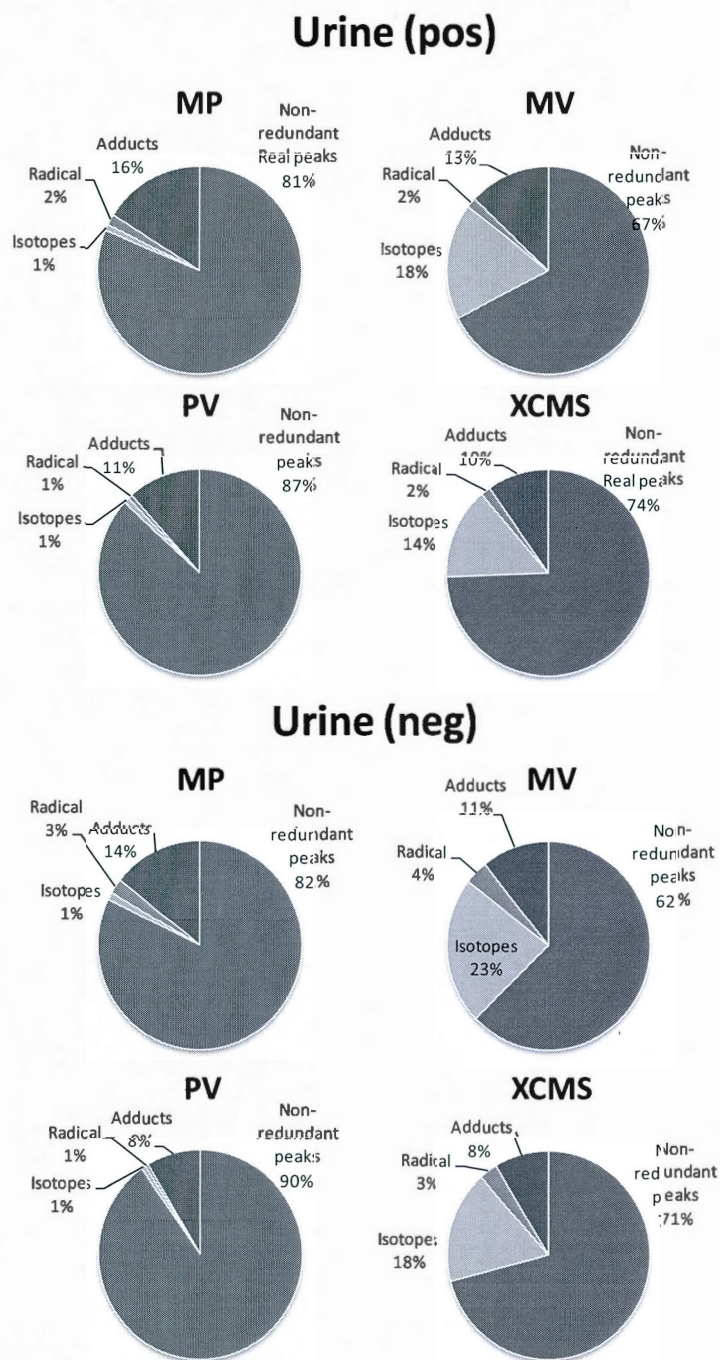 Urine (pos)
MP
Non-
redundant
Real peaks
81%
Adducts
16%
Radical
2%
Isotopes
1%
MV
Non-
redundant
peaks
67%
Adducts
13%
Radical
2%
Isotopes
18%
PV
Non-
redundant
peaks
87%
Adducts
11%
Radical
1%
Isotopes
1%
XCMS
Non-
redundant
Real peaks
74%
Adducts
10%
Radical
2%
Isotopes
14%
Urine (neg)
MP
Non-
redundant
peaks
82%
Radical
3%
Adducts
14%
Isotopes
1%
MV
Non-
redundant
peaks
62%
Adducts
11%
Radical
4%
Isotopes
23%
PV
Non-
redundant
peaks
90%
Adducts
8%
Radical
1%
Isotopes
1%
XCMS
Non-
redundant
peaks
71%
Adducts
8%
Radical
3%
Isotopes
18%